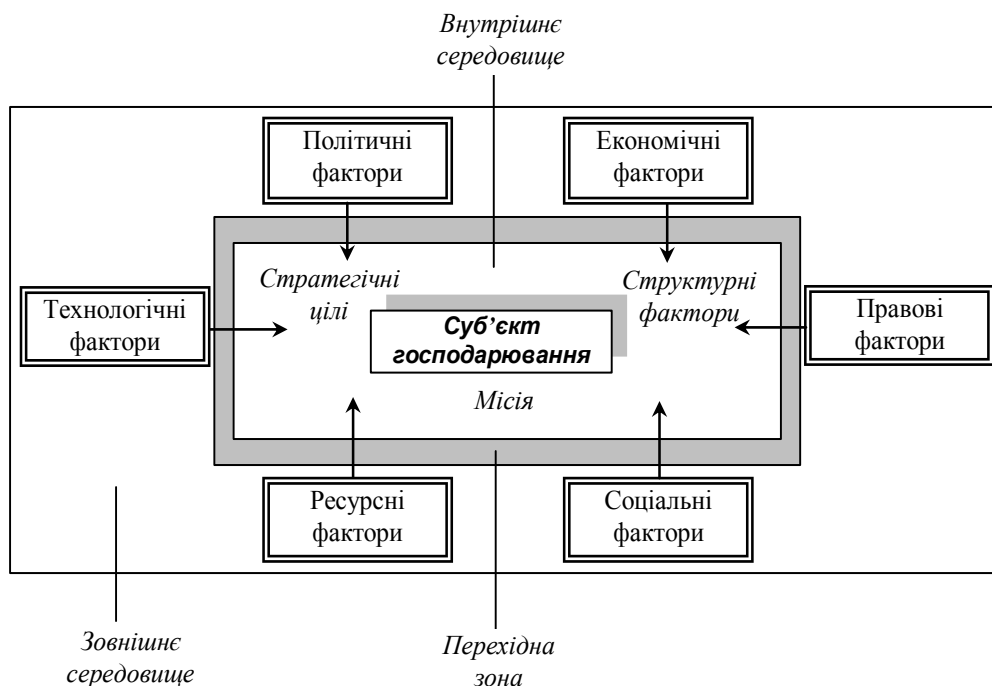 Внутрішнє
середовище
Політичні
фактори
Економічні
фактори
Стратегічні
цілі
Структурні
фактори
Технологічні
фактори
Суб’єкт
господарювання
Правові
фактори
Місія
Ресурсні
фактори
Соціальні
фактори
Зовнішнє
середовище
Перехідна
зона